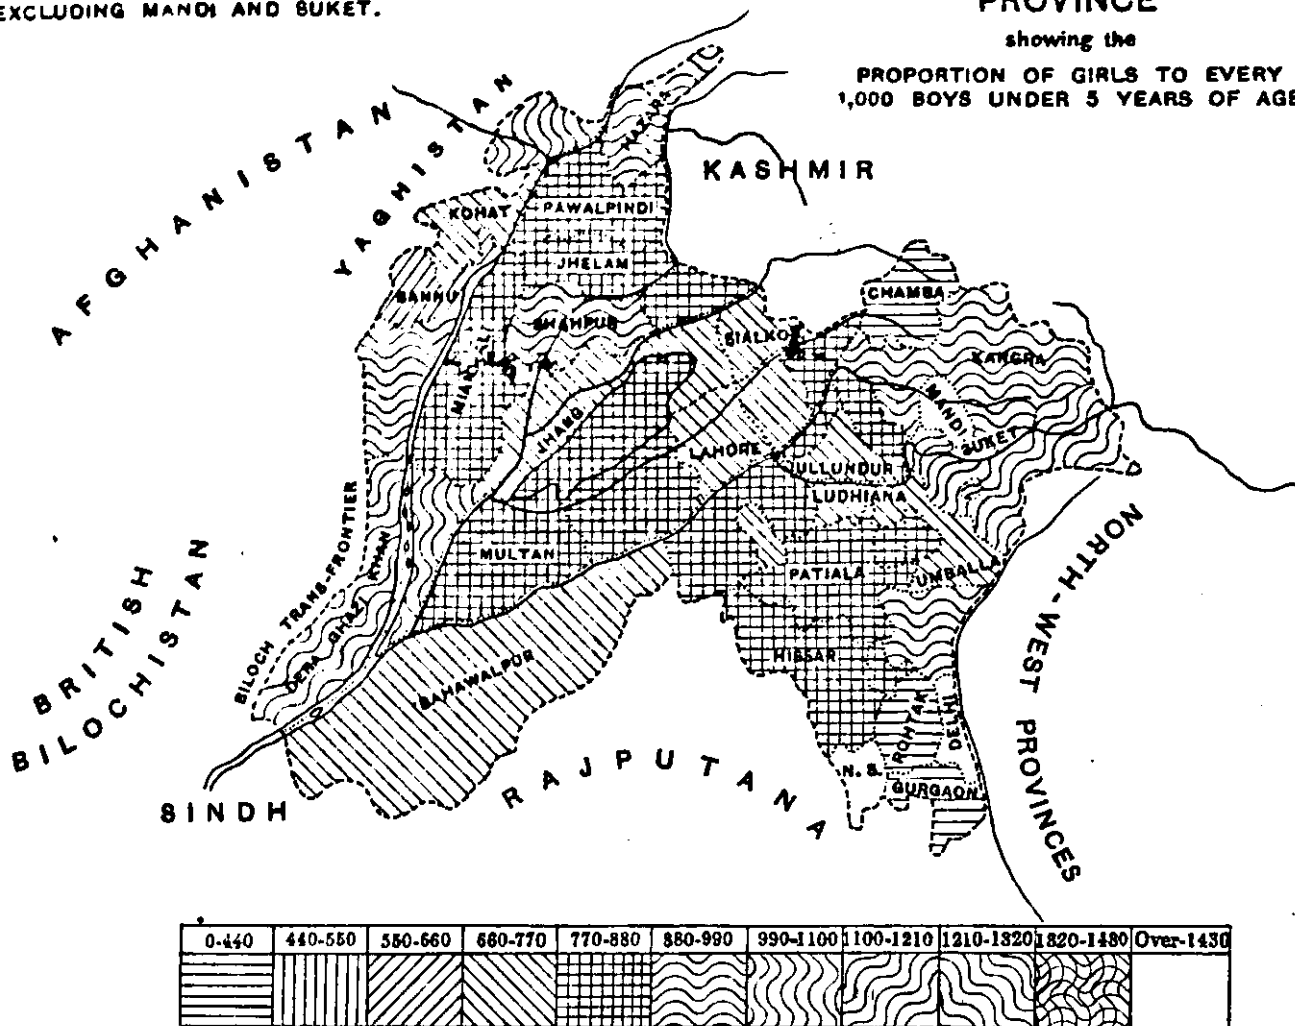 EXCLUDING MANDI AND SUKET.
PROVINCE
showing the
PROPORTION OF GIRLS TO EVERY
1,000 BOYS UNDER 5 YEARS OF AGE
AFGHANISTAN
YAGHISTAN
HAZARA
KASHMIR
KOHAT
PAWALPINDI
JHELAM
BANNU
SHAHPUR
CHAMBA
SIALKOT
KANGRA
MANDI
SUKET
JHANG
LAHORE
ULLUNDUR
LUDHIANA
MULTAN
PATIALA
UMBALLA
BILOCH TRANS-FRONTIER
DERA GHAZI KHAN
HISSAR
BAHAWALPUR
ROHTAK
DELHI
N. S.
GURGAON
BRITISH
BILOCHISTAN
SINDH
RAJPUTANA
NORTH-WEST PROVINCES
0-440 440-550 550-660 660-770 770-880 880-990 990-1100 1100-1210 1210-1320 1320-1480 Over-1430